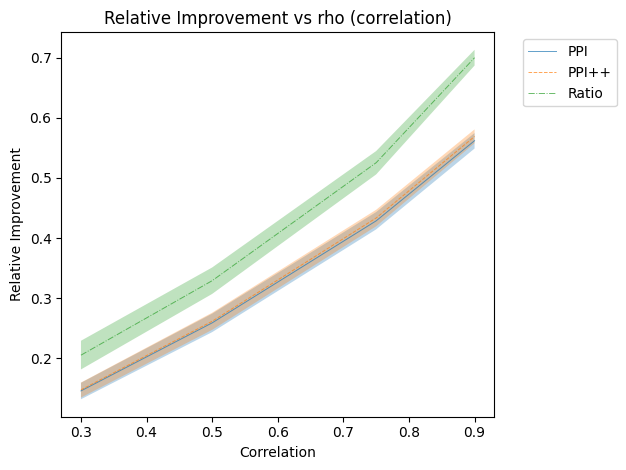 Relative Improvement vs rho (correlation)
Relative Improvement
0.7
0.6
0.5
0.4
0.3
0.2
0.3
0.4
0.5
0.6
0.7
0.8
0.9
Correlation
PPI
PPI++
Ratio